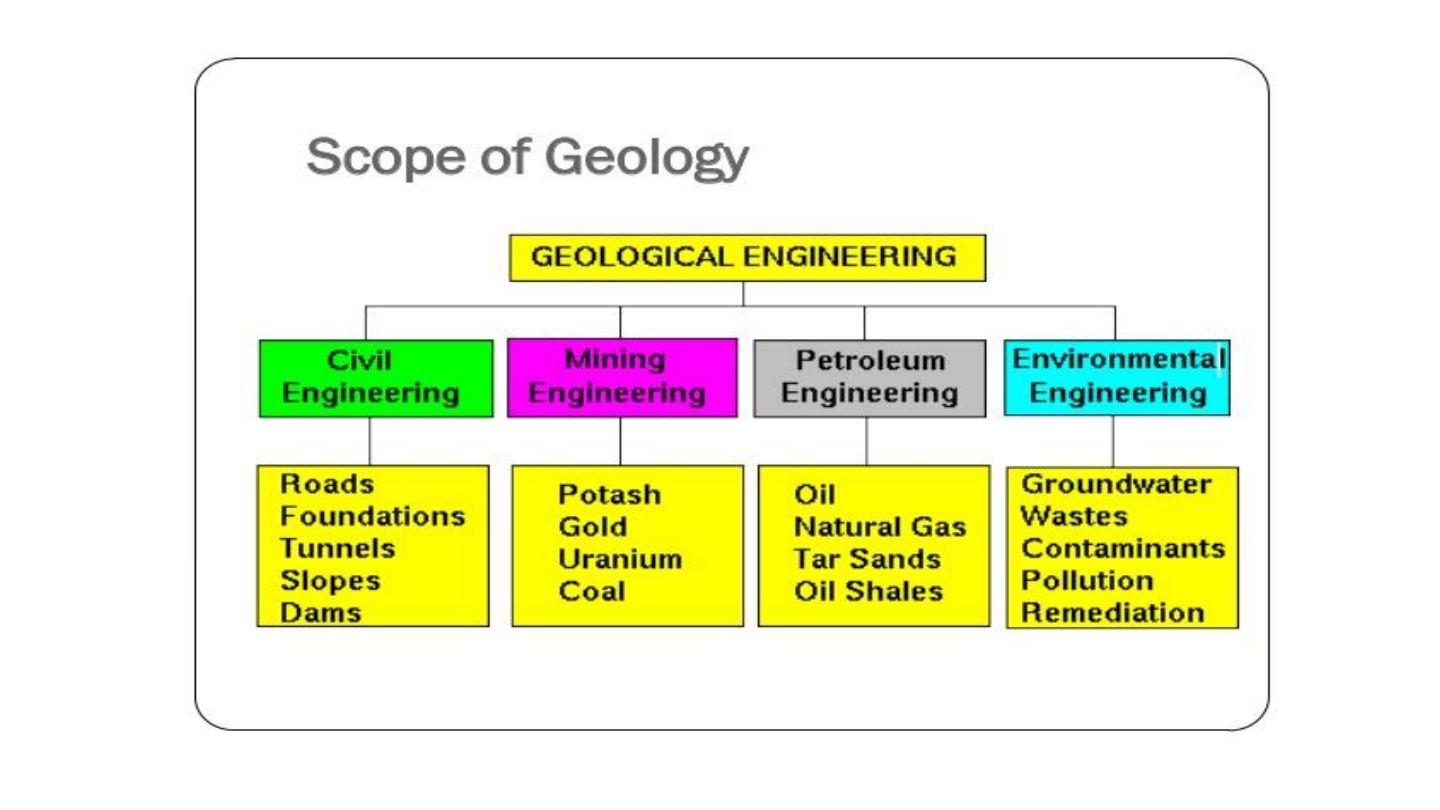 Scope of Geology
GEOLOGICAL ENGINEERING
Civil
Engineering
Mining
Engineering
Petroleum
Engineering
Environmental
Engineering
Roads
Foundations
Tunnels
Slopes
Dams
Potash
Gold
Uranium
Coal
Oil
Natural Gas
Tar Sands
Oil Shales
Groundwater
Wastes
Contaminants
Pollution
Remediation